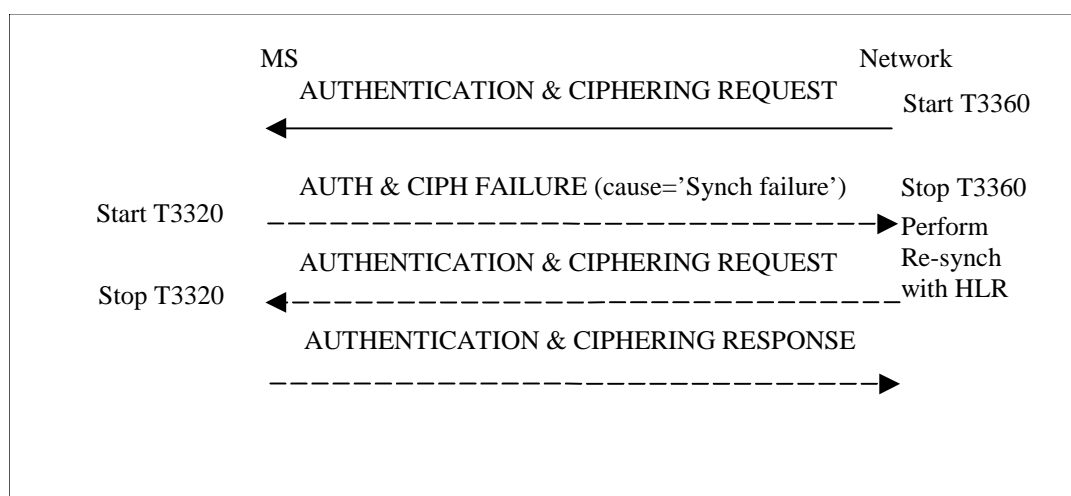 MS
Network
AUTHENTICATION & CIPHERING REQUEST
Start T3360
AUTH & CIPH FAILURE (cause=’Synch failure’)
Stop T3360
Start T3320
Perform
Re-synch
with HLR
AUTHENTICATION & CIPHERING REQUEST
Stop T3320
AUTHENTICATION & CIPHERING RESPONSE